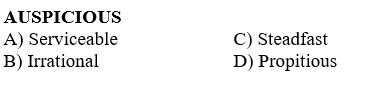 AUSPICIOUS
A) Serviceable C) Steadfast
B) Irrational D) Propitious